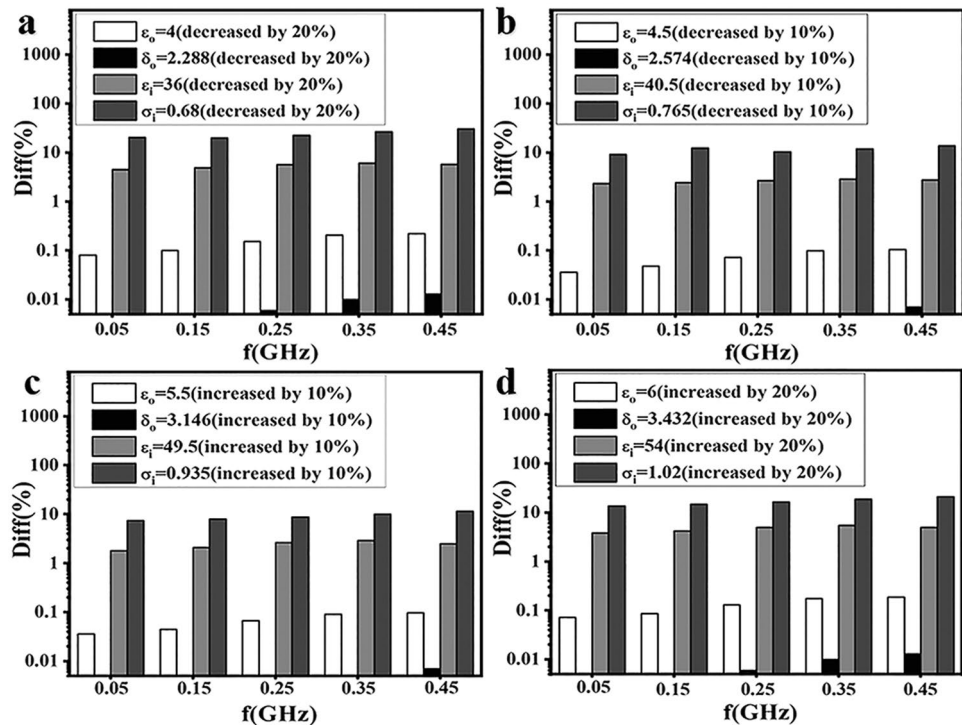 a
εo=4(decreased by 20%)
δo=2.288(decreased by 20%)
εi=36(decreased by 20%)
σi=0.68(decreased by 20%)
1000
100
10
1
0.1
0.01
Diff(%)
0.05 0.15 0.25 0.35 0.45
f(GHz)
b
εo=4.5(decreased by 10%)
δo=2.574(decreased by 10%)
εi=40.5(decreased by 10%)
σi=0.765(decreased by 10%)
1000
100
10
1
0.1
0.01
Diff(%)
0.05 0.15 0.25 0.35 0.45
f(GHz)
c
εo=5.5(increased by 10%)
δo=3.146(increased by 10%)
εi=49.5(increased by 10%)
σi=0.935(increased by 10%)
1000
100
10
1
0.1
0.01
Diff(%)
0.05 0.15 0.25 0.35 0.45
f(GHz)
d
εo=6(increased by 20%)
δo=3.432(increased by 20%)
εi=54(increased by 20%)
σi=1.02(increased by 20%)
1000
100
10
1
0.1
0.01
Diff(%)
0.05 0.15 0.25 0.35 0.45
f(GHz)